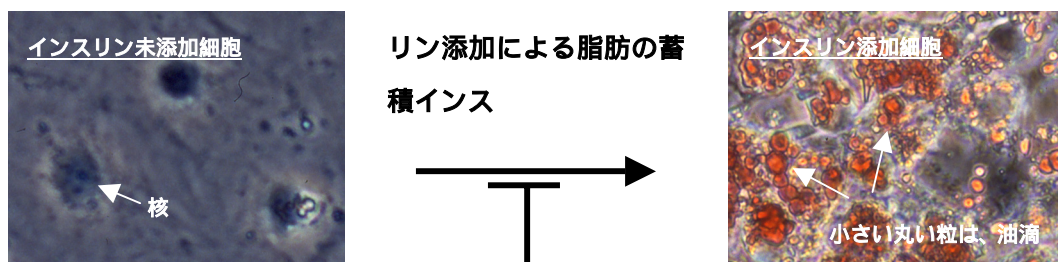 インスリン未添加細胞
核
リン添加による脂肪の蓄
積インス
インスリン添加細胞
小さい丸い粒は、油滴